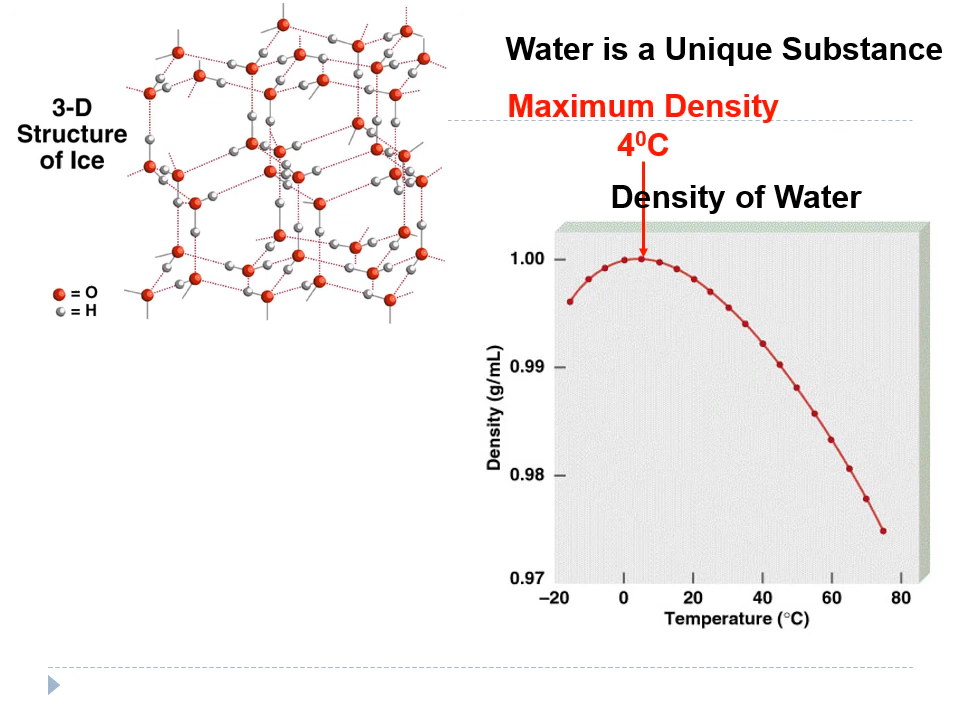 Water is a Unique Substance
Maximum Density
4⁰C
3-D
Structure
of Ice
= O
= H
Density of Water
1.00
0.99
0.98
0.97
Density (g/mL)
–20 0 20 40 60 80
Temperature (°C)